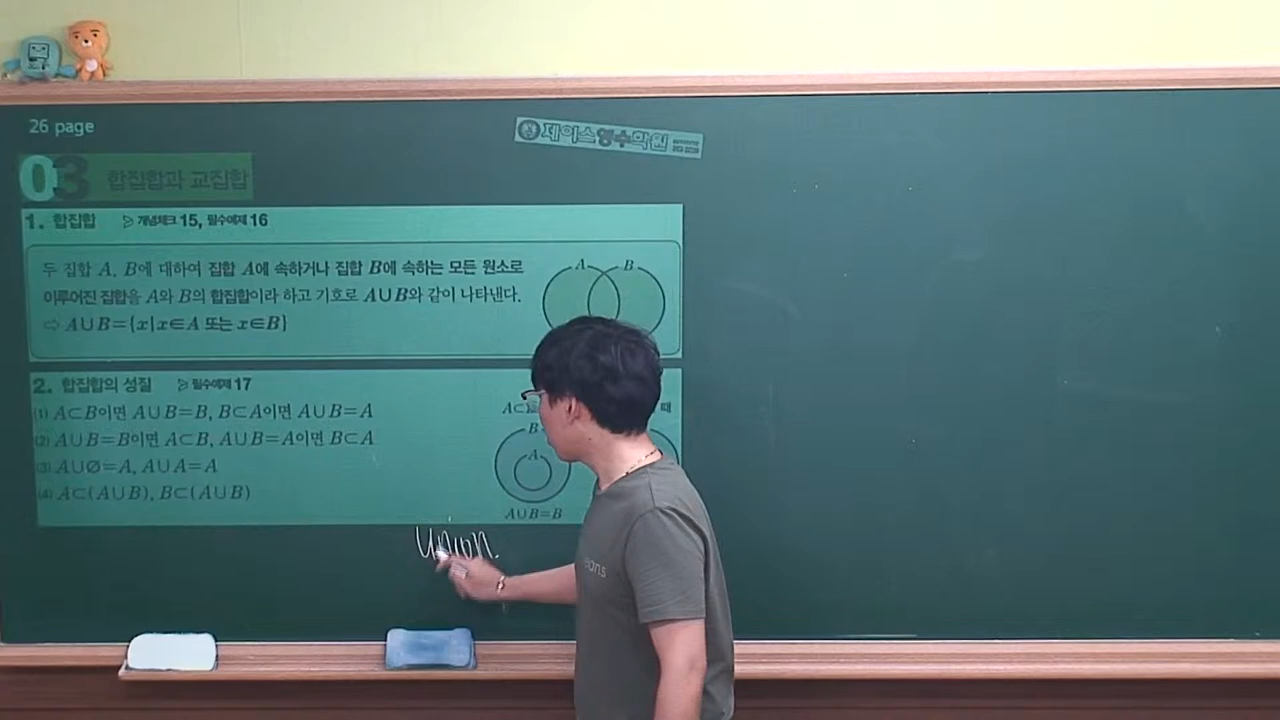 26 page
제이스영수학원
03 합집합과 교집합
1. 합집합 ▷ 개념체크 15, 필수예제 16
두 집합 A, B에 대하여 집합 A에 속하거나 집합 B에 속하는 모든 원소로
이루어진 집합을 A와 B의 합집합이라 하고 기호로 A∪B와 같이 나타낸다.
⇨ A∪B={x|x∈A 또는 x∈B}
A B
2. 합집합의 성질 ▷ 필수예제 17
(1) A⊂B이면 A∪B=B, B⊂A이면 A∪B=A
(2) A∪B=B이면 A⊂B, A∪B=A이면 B⊂A
(3) A∪∅=A, A∪A=A
(4) A⊂(A∪B), B⊂(A∪B)
A⊂ 때
B
A
A∪B=B
Union.
ans